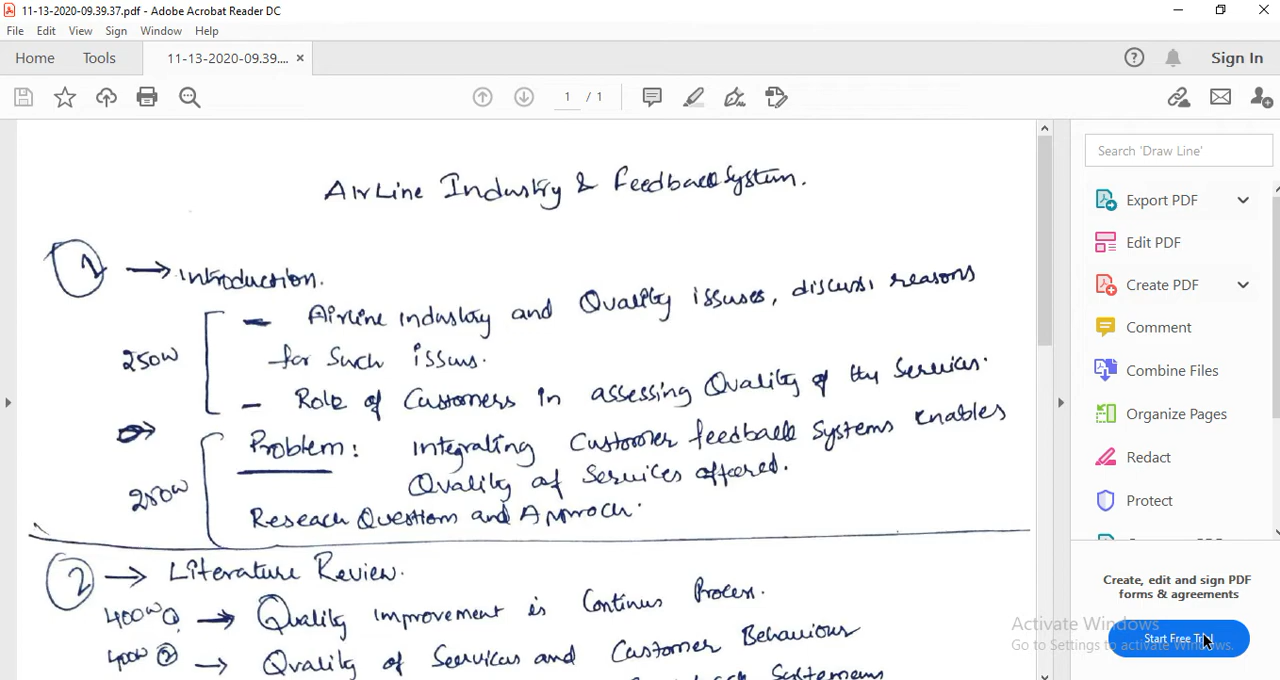 11-13-2020-09.39.37.pdf - Adobe Acrobat Reader DC
File Edit View Sign Window Help
Home Tools 11-13-2020-09.39.... ×
Sign In
1 / 1
Search 'Draw Line'
Export PDF
Edit PDF
Create PDF
Comment
Combine Files
Organize Pages
Redact
Protect
Create, edit and sign PDF
forms & agreements
Start Free Trial
Activate Windows
Go to Settings to activate Windows.
AirLine Industry & Feedback System.
1 → Introduction.
250W
- Airline industry and Quality issuses, discuss reasons
for such issues.
- Role of Customers in assessing Quality of the Services.
250W
Problem: Integrating Customer feedback Systems enables
Quality of Services offered.
Reseach Questions and Approach.
2 → Literature Review.
400W 1 → Quality improvement is Continus Process.
400W 2 → Quality of Services and Customer Behaviour
Systems